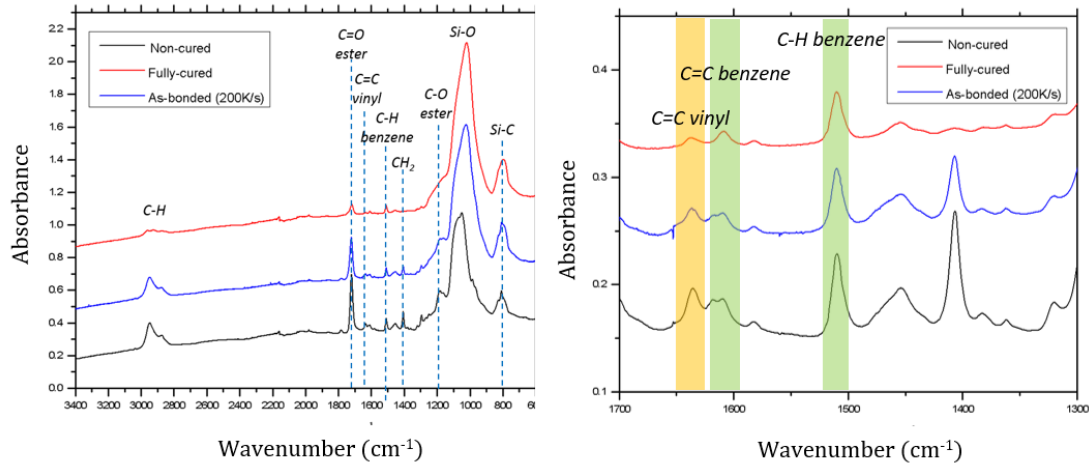 2.2
2.0
1.8
1.6
1.4
1.2
1.0
0.8
0.6
0.4
0.2
0.0
Absorbance
Non-cured
Fully-cured
As-bonded (200K/s)
C=O
ester
C=C
vinyl
C-H
benzene
CH2
C-O
ester
Si-O
Si-C
C-H
3400 3200 3000 2800 2600 2400 2200 2000 1800 1600 1400 1200 1000 800
Wavenumber (cm-1)
0.4
0.3
0.2
0.1
Absorbance
C-H benzene
C=C benzene
C=C vinyl
Non-cured
Fully-cured
As-bonded (200K/s)
1700 1600 1500 1400 1300
Wavenumber (cm-1)